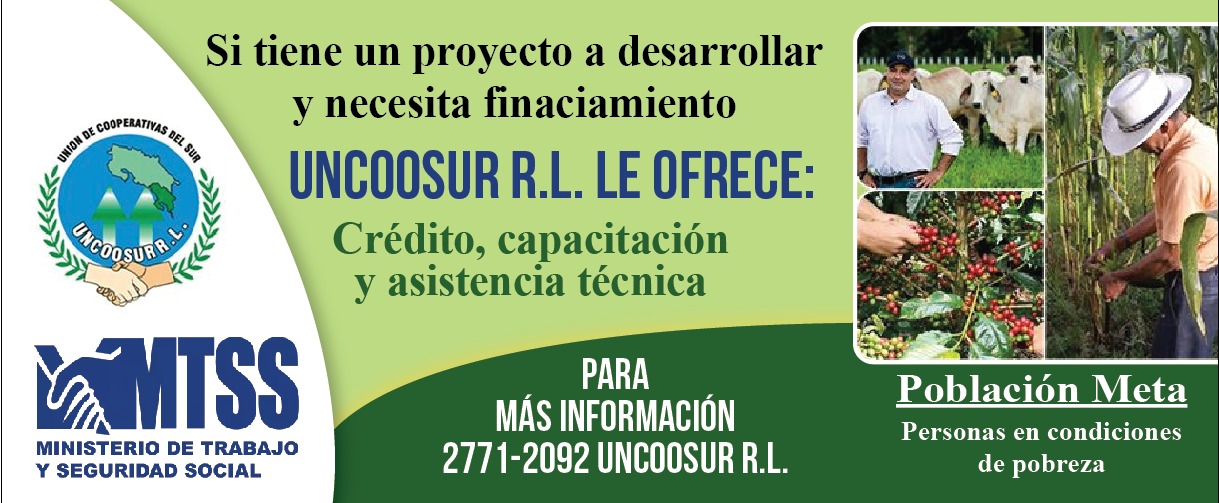 Si tiene un proyecto a desarrollar
y necesita finaciamiento
UNCOOSUR R.L. LE OFRECE:
Crédito, capacitación
y asistencia técnica
UNION DE COOPERATIVAS DEL SUR
UNCOOSUR R.L.
MTSS
MINISTERIO DE TRABAJO
Y SEGURIDAD SOCIAL
PARA
MÁS INFORMACIÓN
2771-2092 UNCOOSUR R.L.
Población Meta
Personas en condiciones
de pobreza